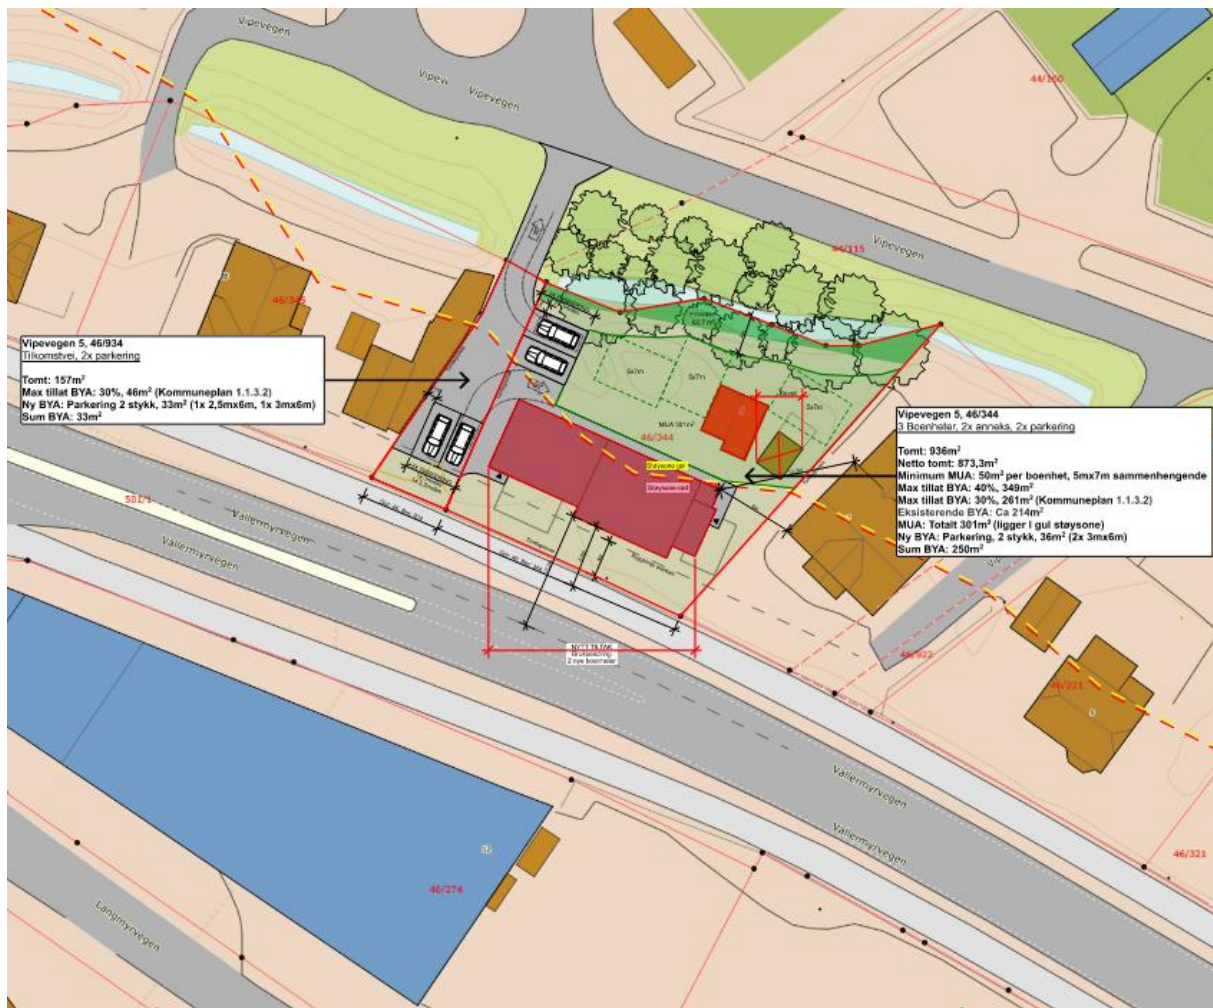 Vipevegen
Vipev.
Vipevegen
44/160
44/115
Vipevegen
46/345
Vipevegen 5, 46/934
Tilkomstvei, 2x parkering
Tomt: 157m²
Max tillat BYA: 30%, 46m² (Kommuneplan 1.1.3.2)
Ny BYA: Parkering 2 stykk, 33m² (1x 2,5mx6m, 1x 3mx6m)
Sum BYA: 33m²
5x7m
5x7m
5x7m
MUA 301m²
46/344
Støysone gul
Støysone rød
Vipevegen 5, 46/344
3 Boenheter, 2x anneks, 2x parkering
Tomt: 936m²
Netto tomt: 873,3m²
Minimum MUA: 50m² per boenhet, 5mx7m sammenhengende
Max tillat BYA: 40%, 349m²
Max tillat BYA: 30%, 261m² (Kommuneplan 1.1.3.2)
Eksisterende BYA: Ca 214m²
MUA: Totalt 301m² (ligger I gul støysone)
Ny BYA: Parkering, 2 stykk, 36m² (2x 3mx6m)
Sum BYA: 250m²
501/1
Vallermyrvegen
Vallermyrvegen
NYTT TILTAK
Bruksendring
2 nye boenheter
46/922
46/221
Vallermyrvegen
Vallermyrvegen
46/321
12
46/274
Langmyrvegen